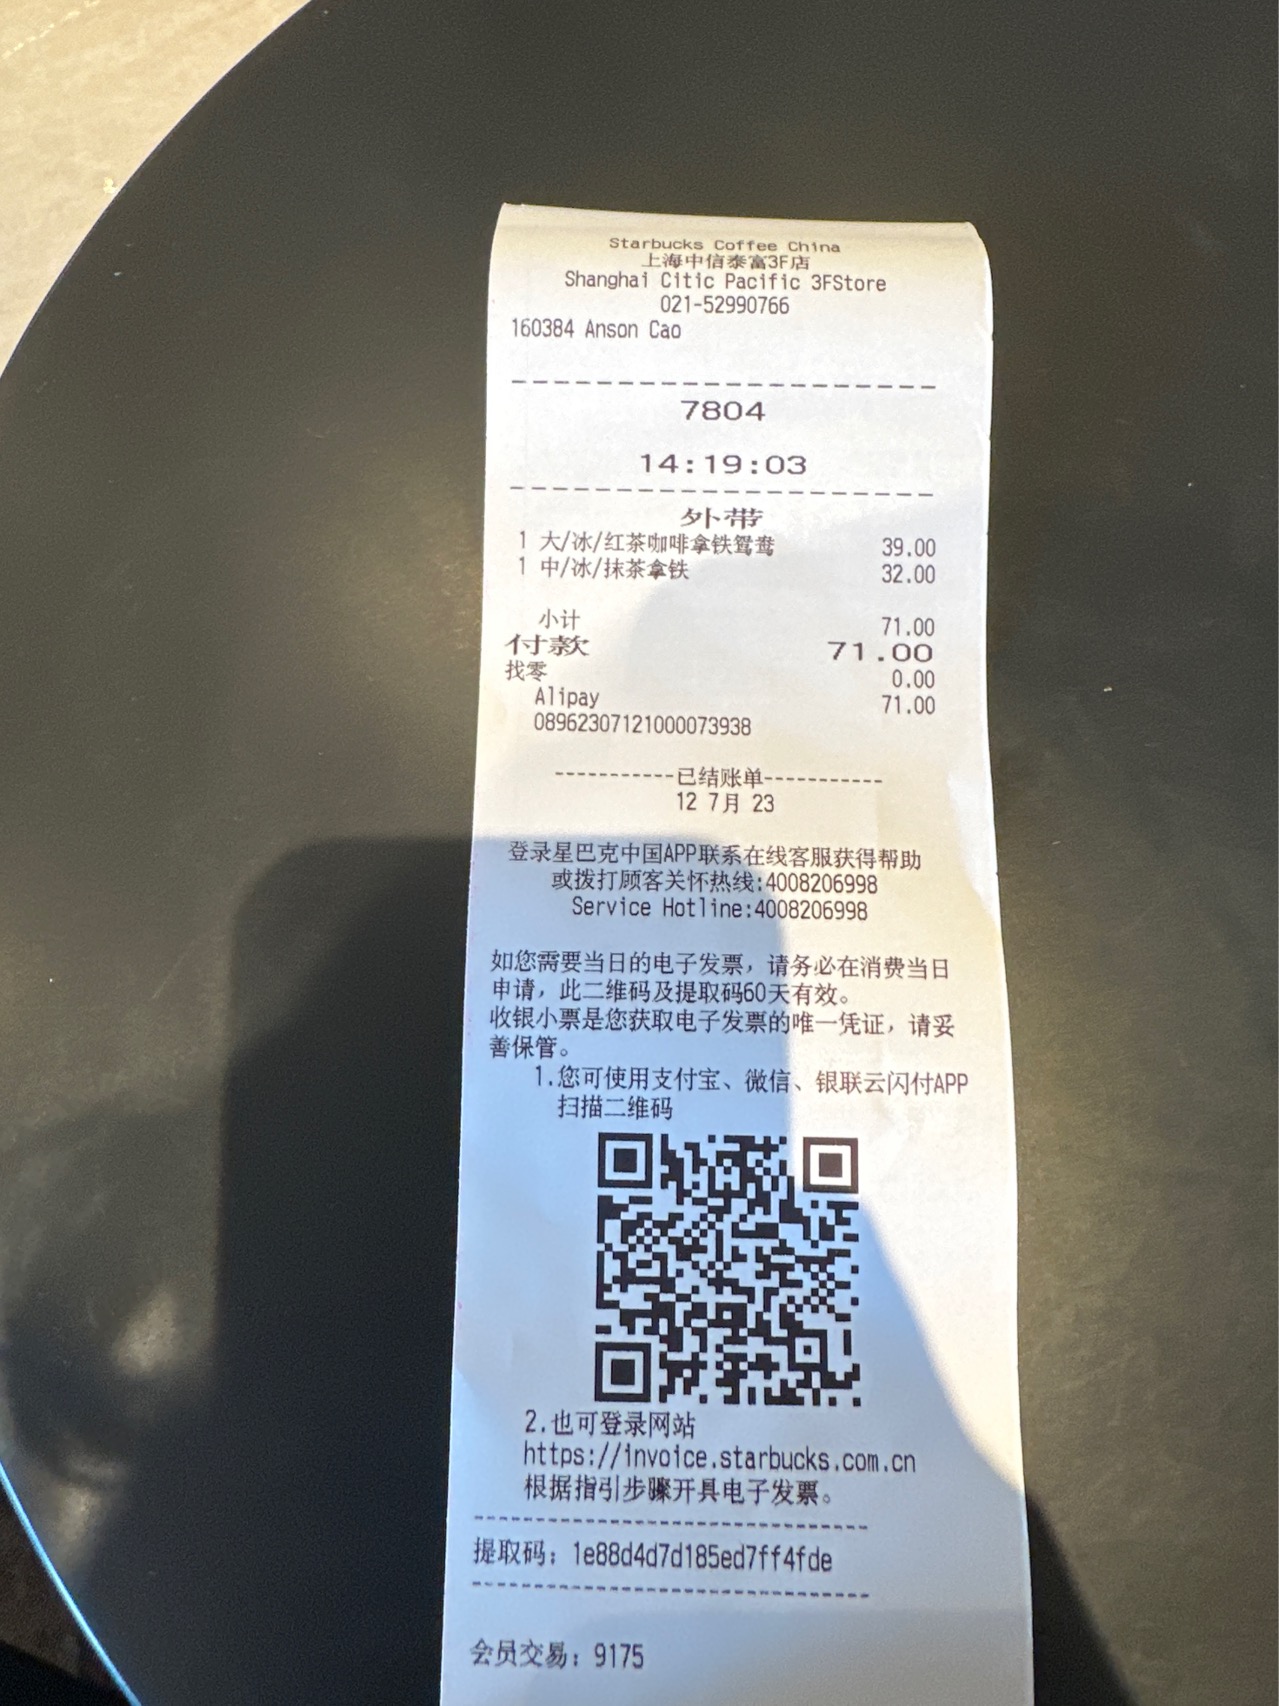 Starbucks Coffee China
上海中信泰富3F店
Shanghai Citic Pacific 3FStore
021-52990766
160384 Anson Cao
--------------------
7804
14:19:03
--------------------
外带
1 大/冰/红茶咖啡拿铁鸳鸯 39.00
1 中/冰/抹茶拿铁 32.00
小计 71.00
付款 71.00
找零 0.00
Alipay 71.00
08962307121000073938
-----------已结账单-----------
12 7月 23
登录星巴克中国APP联系在线客服获得帮助
或拨打顾客关怀热线:4008206998
Service Hotline:4008206998
如您需要当日的电子发票，请务必在消费当日
申请，此二维码及提取码60天有效。
收银小票是您获取电子发票的唯一凭证，请妥
善保管。
1.您可使用支付宝、微信、银联云闪付APP
扫描二维码
2.也可登录网站
https://invoice.starbucks.com.cn
根据指引步骤开具电子发票。
--------------------
提取码：1e88d4d7d185ed7ff4fde
--------------------
会员交易：9175